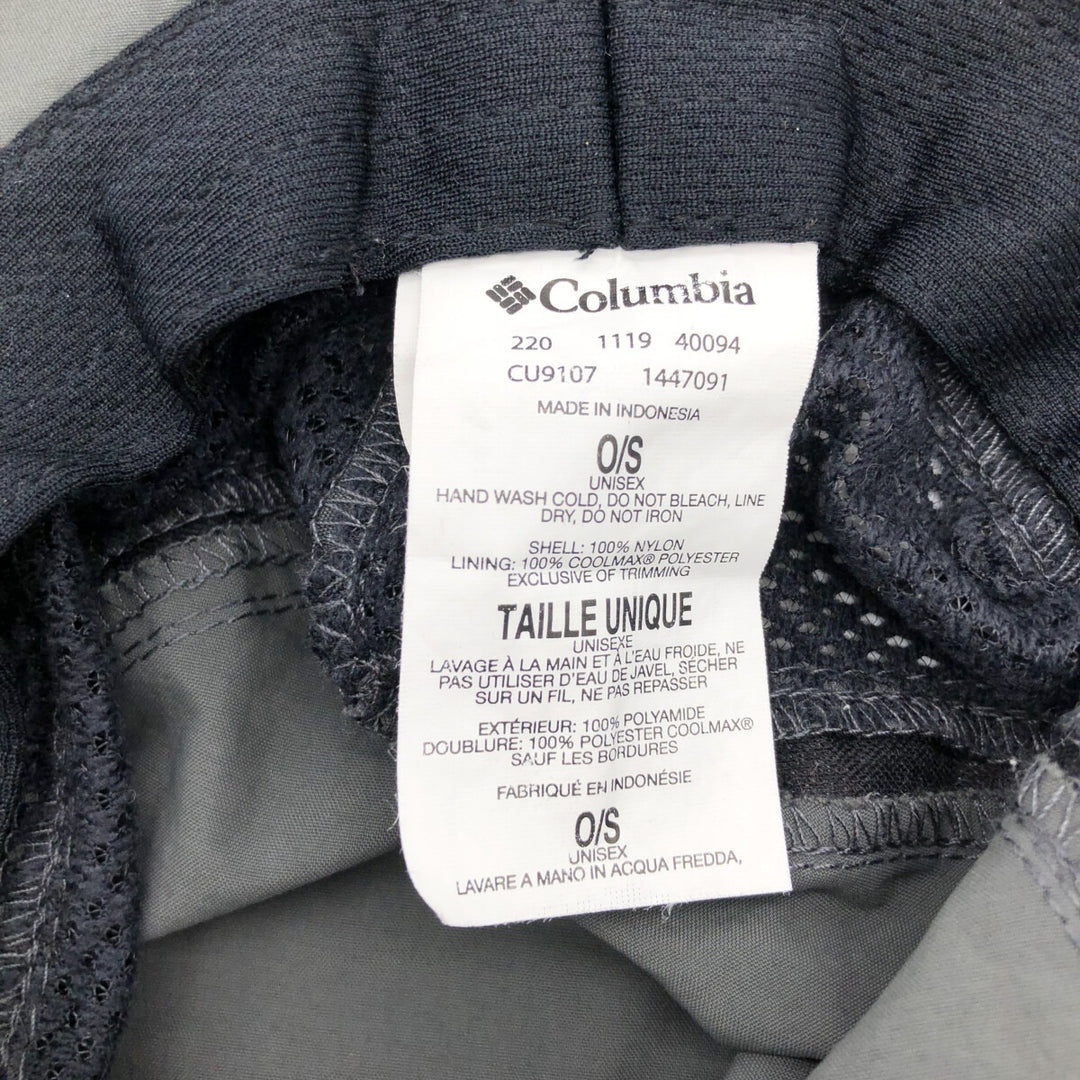 Columbia
220 1119 40094
CU9107 1447091
MADE IN INDONESIA
O/S
UNISEX
HAND WASH COLD, DO NOT BLEACH, LINE
DRY, DO NOT IRON
SHELL: 100% NYLON
LINING: 100% COOLMAX® POLYESTER
EXCLUSIVE OF TRIMMING
TAILLE UNIQUE
UNISEXE
LAVAGE À LA MAIN ET À L'EAU FROIDE, NE
PAS UTILISER D'EAU DE JAVEL, SÉCHER
SUR UN FIL, NE PAS REPASSER
EXTÉRIEUR: 100% POLYAMIDE
DOUBLURE: 100% POLYESTER COOLMAX®
SAUF LES BORDURES
FABRIQUÉ EN INDONÉSIE
O/S
UNISEX
LAVARE A MANO IN ACQUA FREDDA,